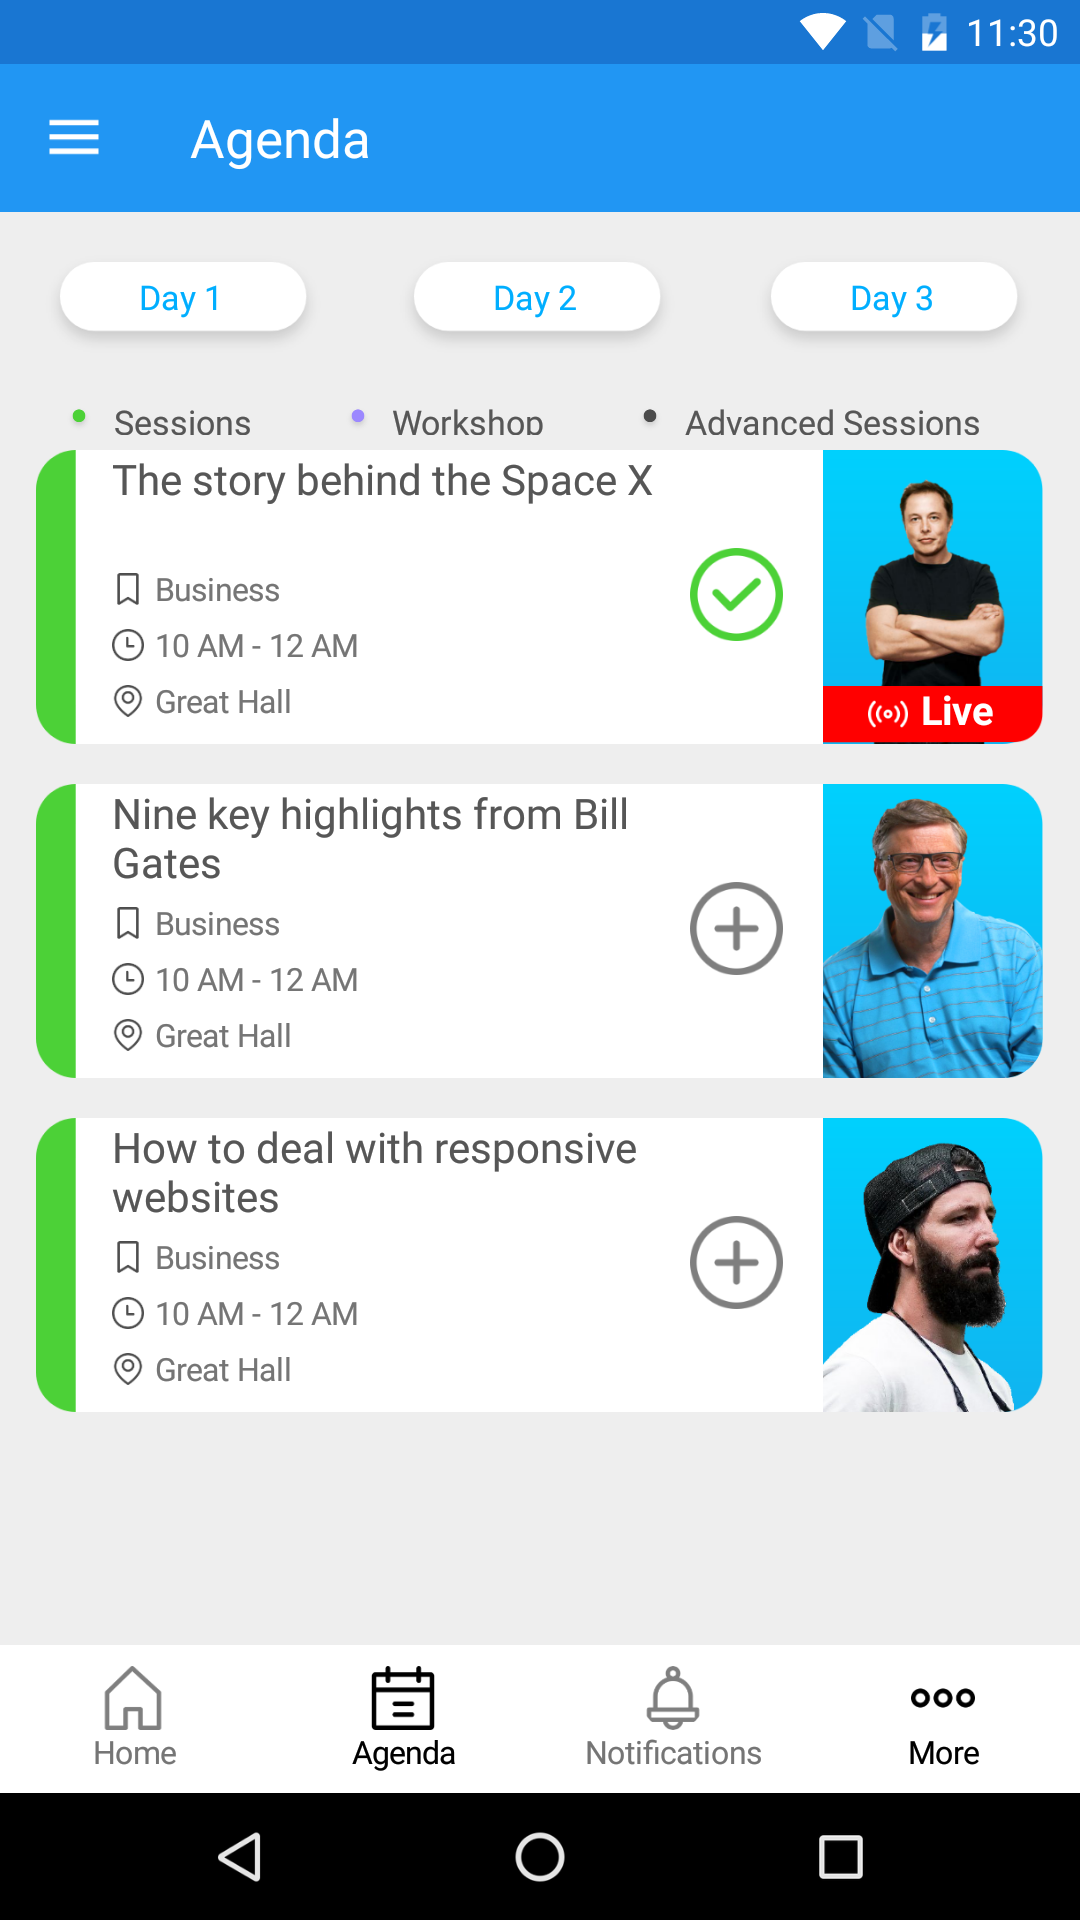 11:30
Agenda
Day 1
Day 2
Day 3
Sessions
Workshop
Advanced Sessions
The story behind the Space X
Business
10 AM - 12 AM
Great Hall
Live
Nine key highlights from Bill
Gates
Business
10 AM - 12 AM
Great Hall
How to deal with responsive
websites
Business
10 AM - 12 AM
Great Hall
Home
Agenda
Notifications
More